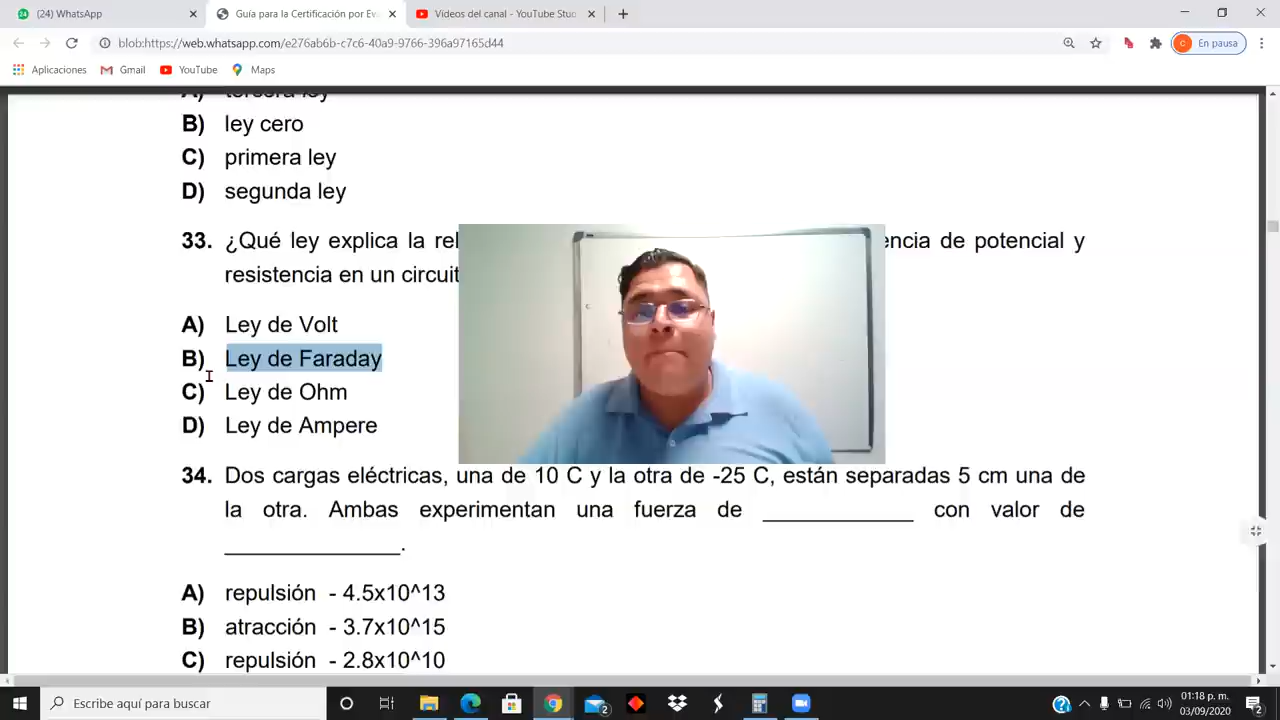 (24) WhatsApp
Guía para la Certificación por Eva
Videos del canal - YouTube Stu
blob:https://web.whatsapp.com/e276ab6b-c7c6-40a9-9766-396a97165d44
En pausa
Aplicaciones
Gmail
YouTube
Maps
A) tercera ley
B) ley cero
C) primera ley
D) segunda ley
33. ¿Qué ley explica la encia de potencial y
resistencia en un
A) Ley de Volt
B) Ley de Faraday
C) Ley de Ohm
D) Ley de Ampere
34. Dos cargas eléctricas, una de 10 C y la otra de -25 C, están separadas 5 cm una de
la otra. Ambas experimentan una fuerza de ____________ con valor de
______________.
A) repulsión - 4.5x10^13
B) atracción - 3.7x10^15
C) repulsión - 2.8x10^10
Escribe aquí para buscar
01:18 p. m.
03/09/2020